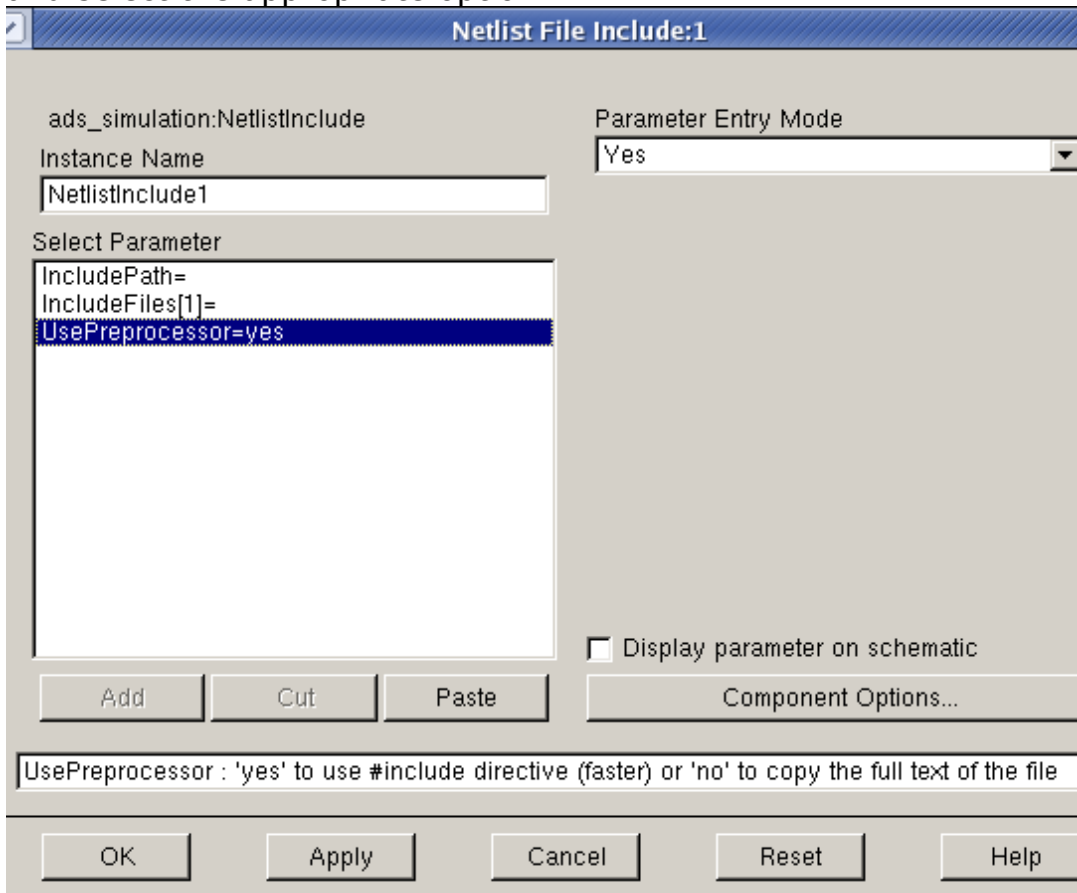 Netlist File Include:1
ads_simulation:NetlistInclude
Instance Name
NetlistInclude1
Select Parameter
IncludePath=
IncludeFiles[1]=
UsePreprocessor=yes
Add
Cut
Paste
Parameter Entry Mode
Yes
Display parameter on schematic
Component Options...
UsePreprocessor : 'yes' to use #include directive (faster) or 'no' to copy the full text of the file
OK
Apply
Cancel
Reset
Help